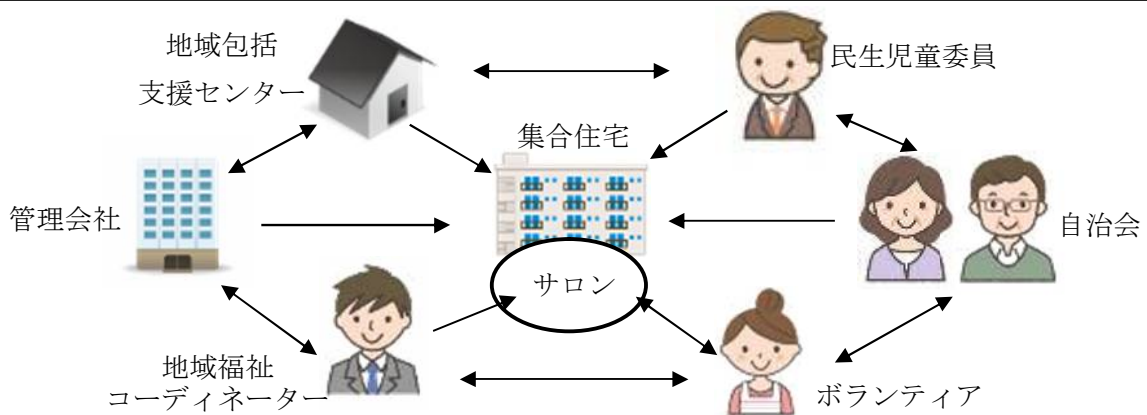 地域包括
支援センター
民生児童委員
集合住宅
管理会社
自治会
サロン
地域福祉
コーディネーター
ボランティア